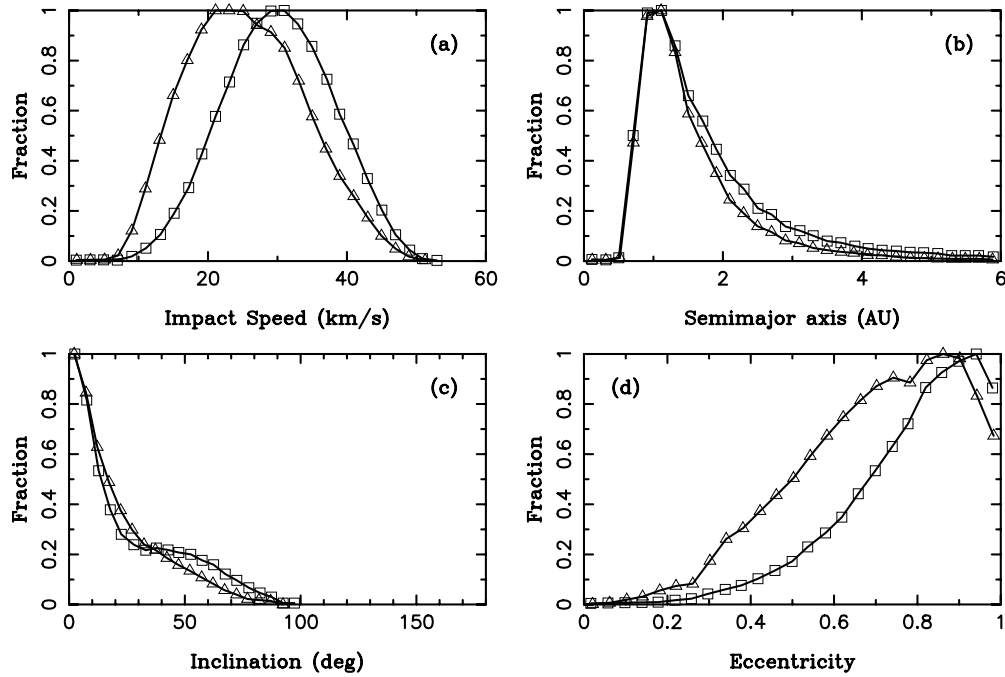 (a)
Fraction
0 0.2 0.4 0.6 0.8 1
0 20 40 60
Impact Speed (km/s)
(b)
Fraction
0 0.2 0.4 0.6 0.8 1
0 2 4 6
Semimajor axis (AU)
(c)
Fraction
0 0.2 0.4 0.6 0.8 1
0 50 100 150
Inclination (deg)
(d)
Fraction
0 0.2 0.4 0.6 0.8 1
0 0.2 0.4 0.6 0.8 1
Eccentricity